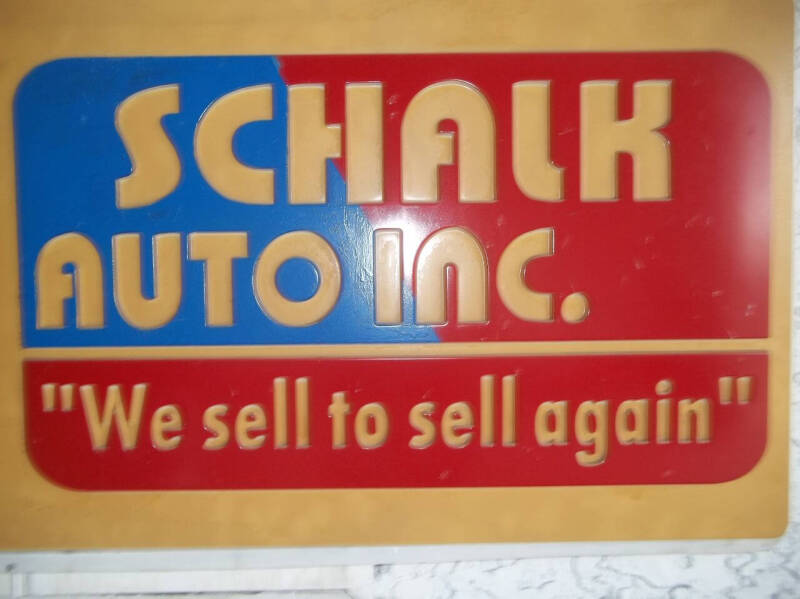 SCHALK
AUTO INC.
"We sell to sell again"